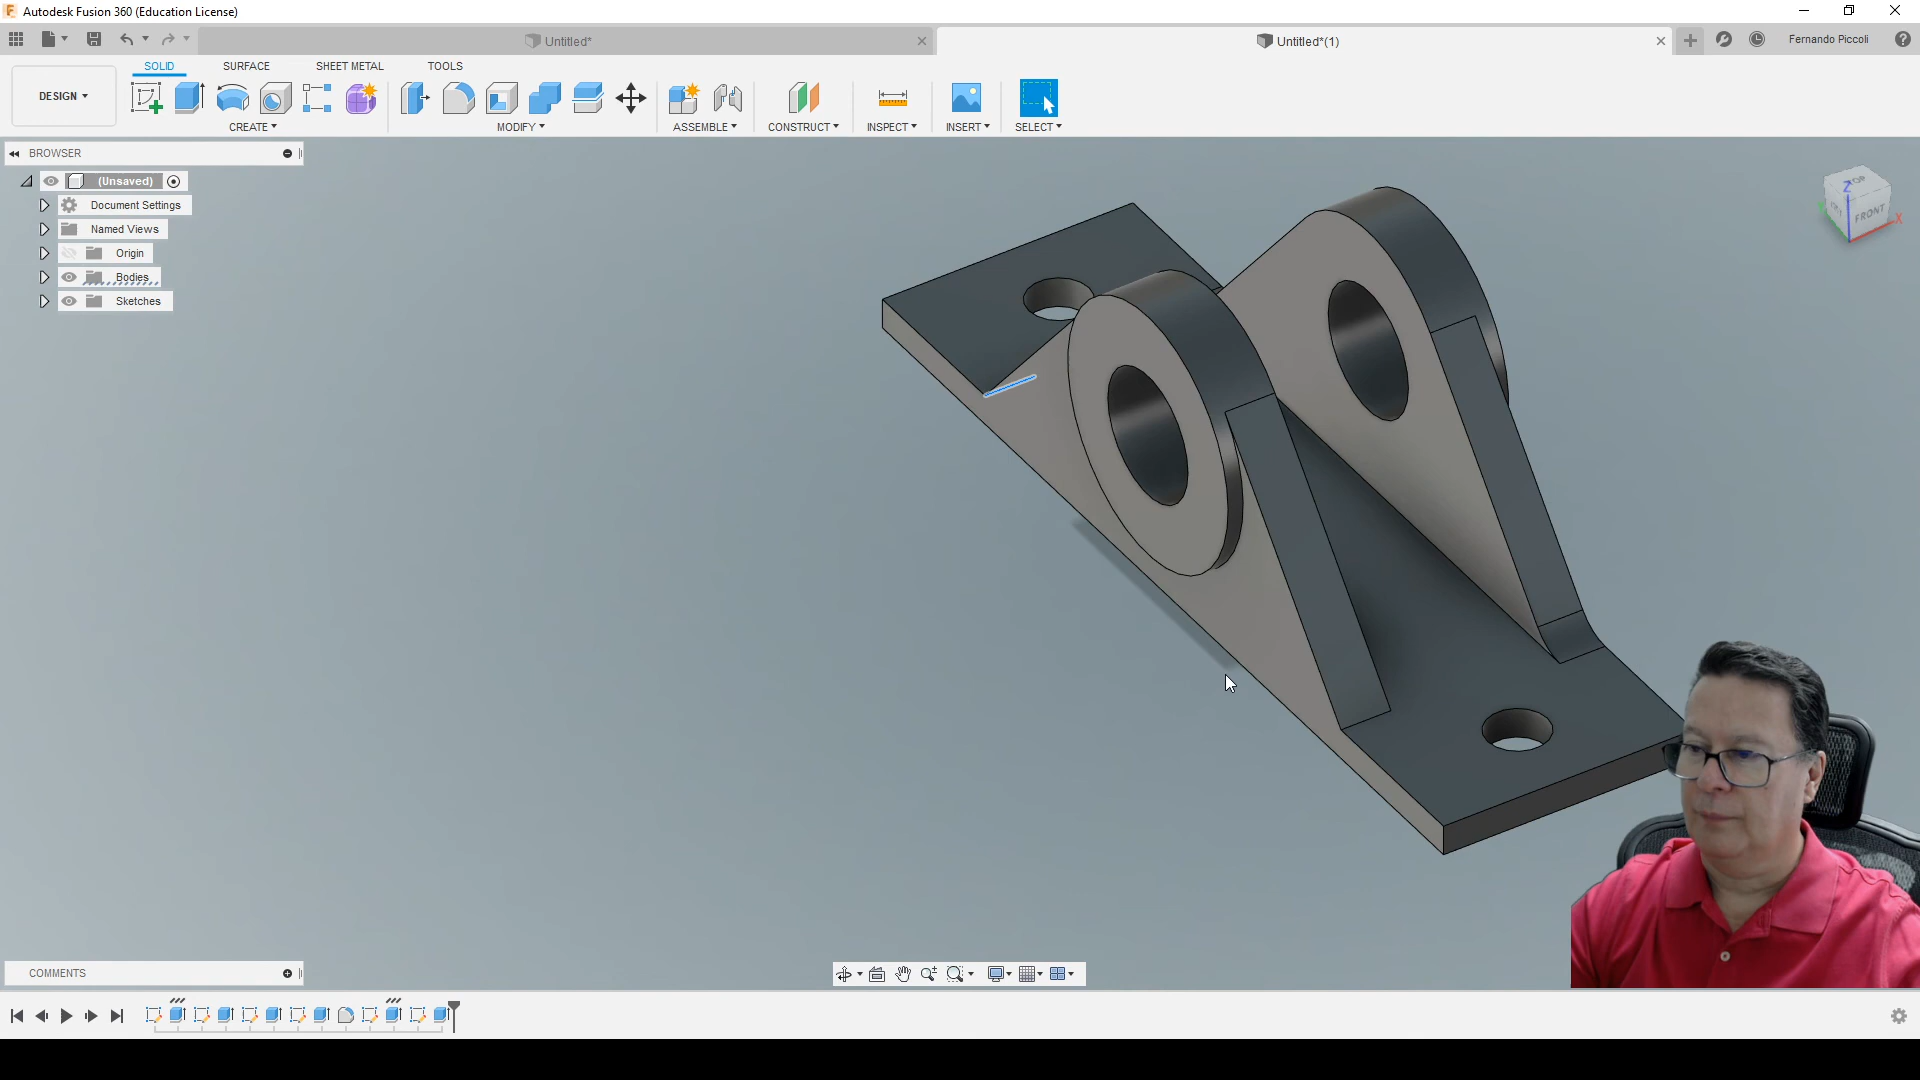 Autodesk Fusion 360 (Education License)
Untitled*
Untitled*(1)
Fernando Piccoli
SOLID SURFACE SHEET METAL TOOLS
DESIGN
CREATE MODIFY ASSEMBLE CONSTRUCT INSPECT INSERT SELECT
BROWSER
(Unsaved)
Document Settings
Named Views
Origin
Bodies
Sketches
TOP
Z
FRONT
X
COMMENTS